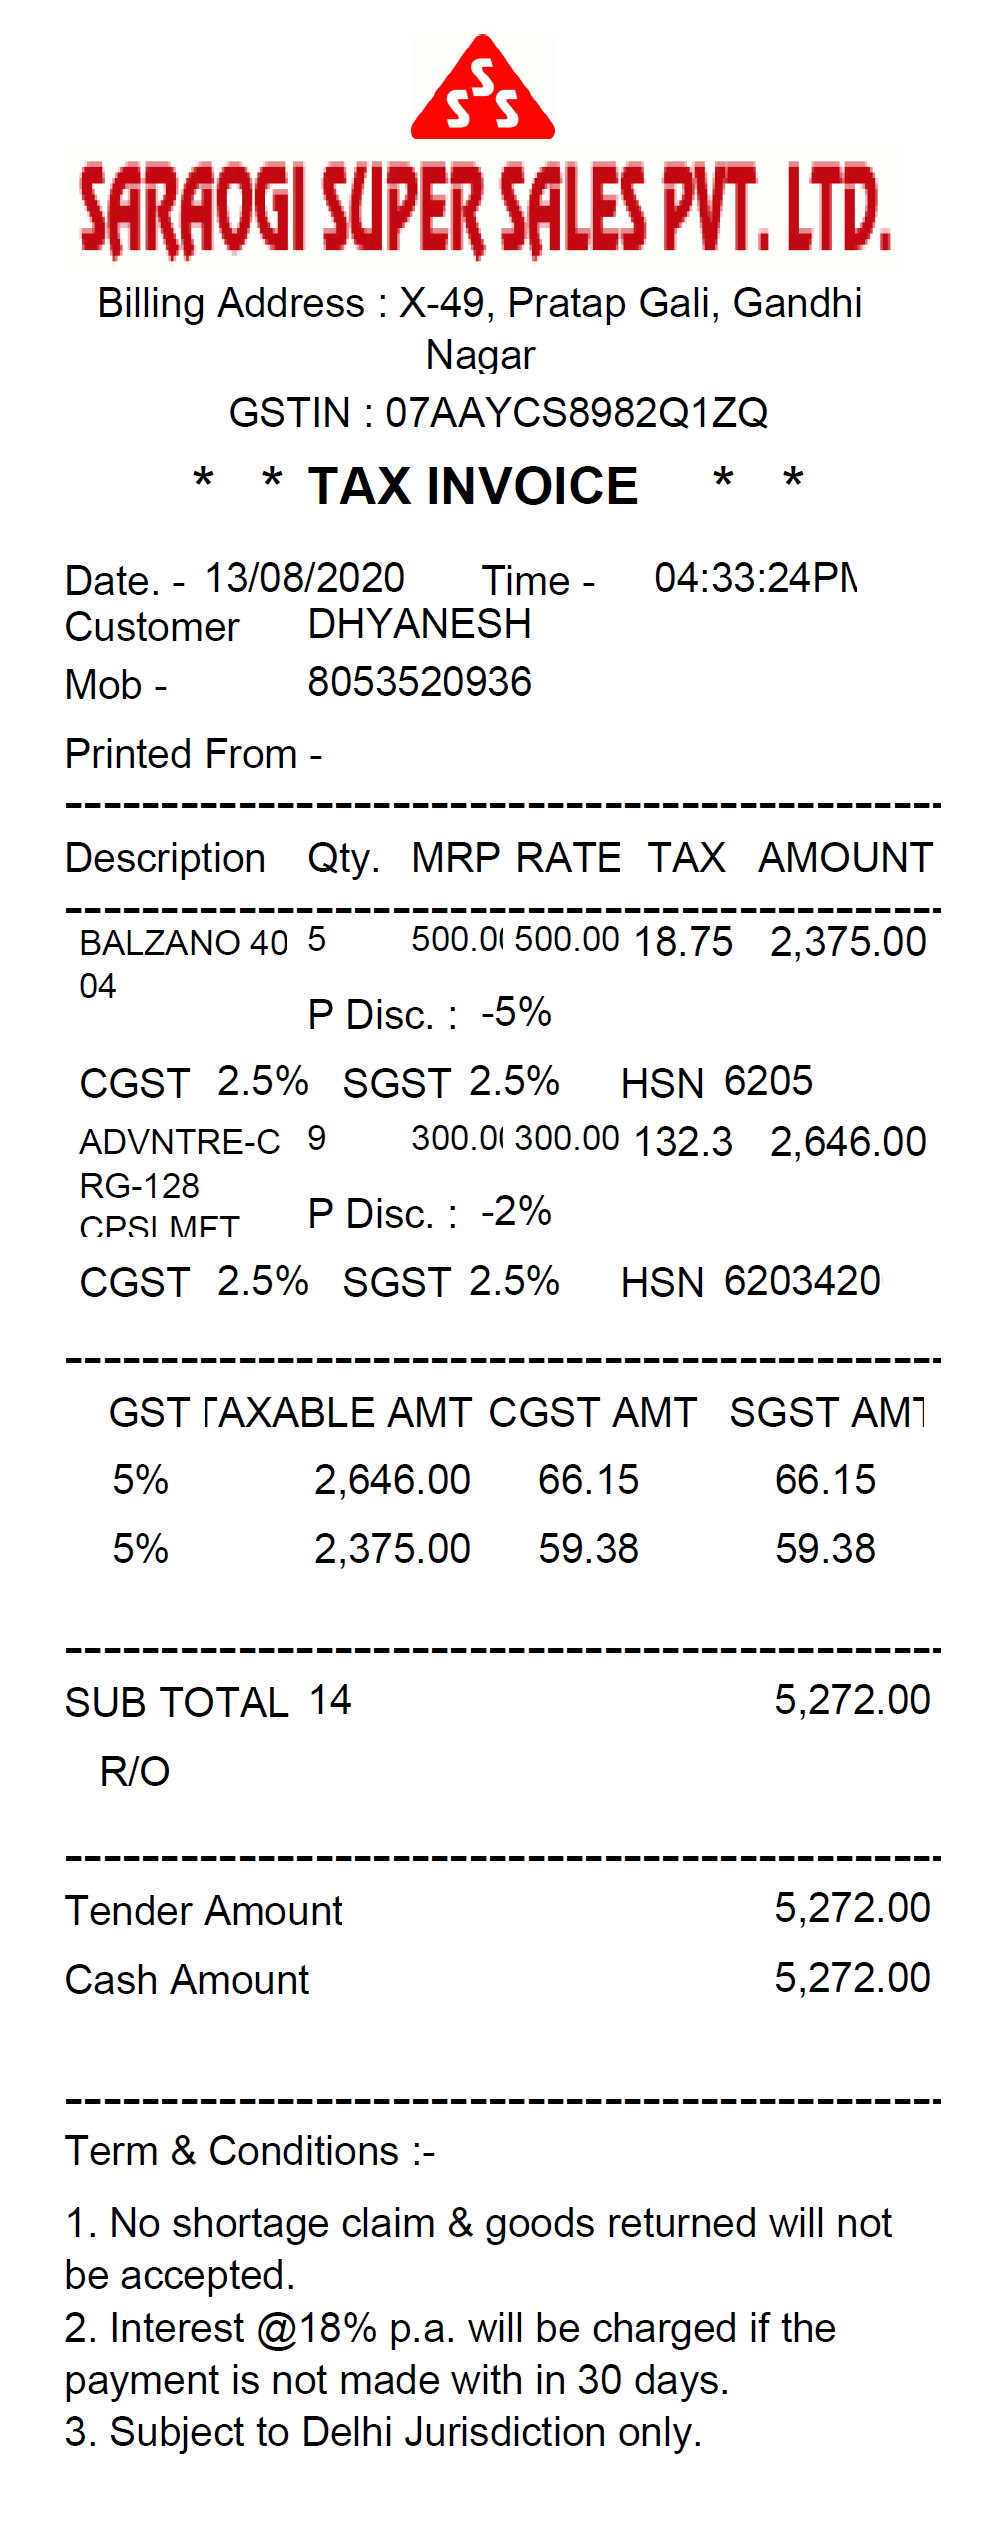 S
S S
SARAOGI SUPER SALES PVT. LTD.
Billing Address : X-49, Pratap Gali, Gandhi
Nagar
GSTIN : 07AAYCS8982Q1ZQ
* * TAX INVOICE * *
Date. - 13/08/2020 Time - 04:33:24PM
Customer DHYANESH
Mob - 8053520936
Printed From -
Description Qty. MRP RATE TAX AMOUNT
BALZANO 40 5 500.00 500.00 18.75 2,375.00
04
P Disc. : -5%
CGST 2.5% SGST 2.5% HSN 6205
ADVNTRE-C 9 300.00 300.00 132.3 2,646.00
RG-128
P Disc. : -2%
CGST 2.5% SGST 2.5% HSN 6203420
GST TAXABLE AMT CGST AMT SGST AMT
5% 2,646.00 66.15 66.15
5% 2,375.00 59.38 59.38
SUB TOTAL 14 5,272.00
R/O
Tender Amount 5,272.00
Cash Amount 5,272.00
Term & Conditions :-
1. No shortage claim & goods returned will not
be accepted.
2. Interest @18% p.a. will be charged if the
payment is not made with in 30 days.
3. Subject to Delhi Jurisdiction only.